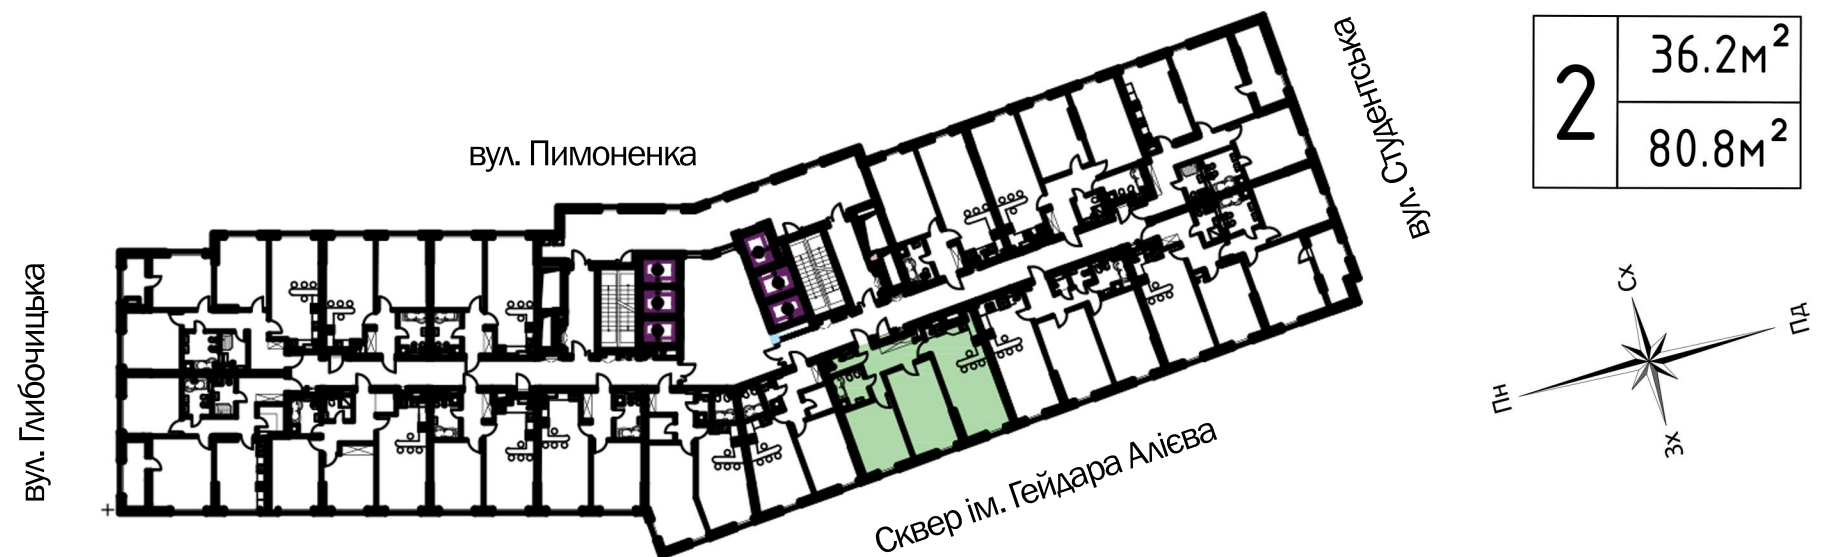 вул. Пимоненка
вул. Студентська
2
36.2м²
80.8м²
вул. Глибочицька
Сквер ім. Гейдара Алієва
Сх
Пд
Пн
Зх